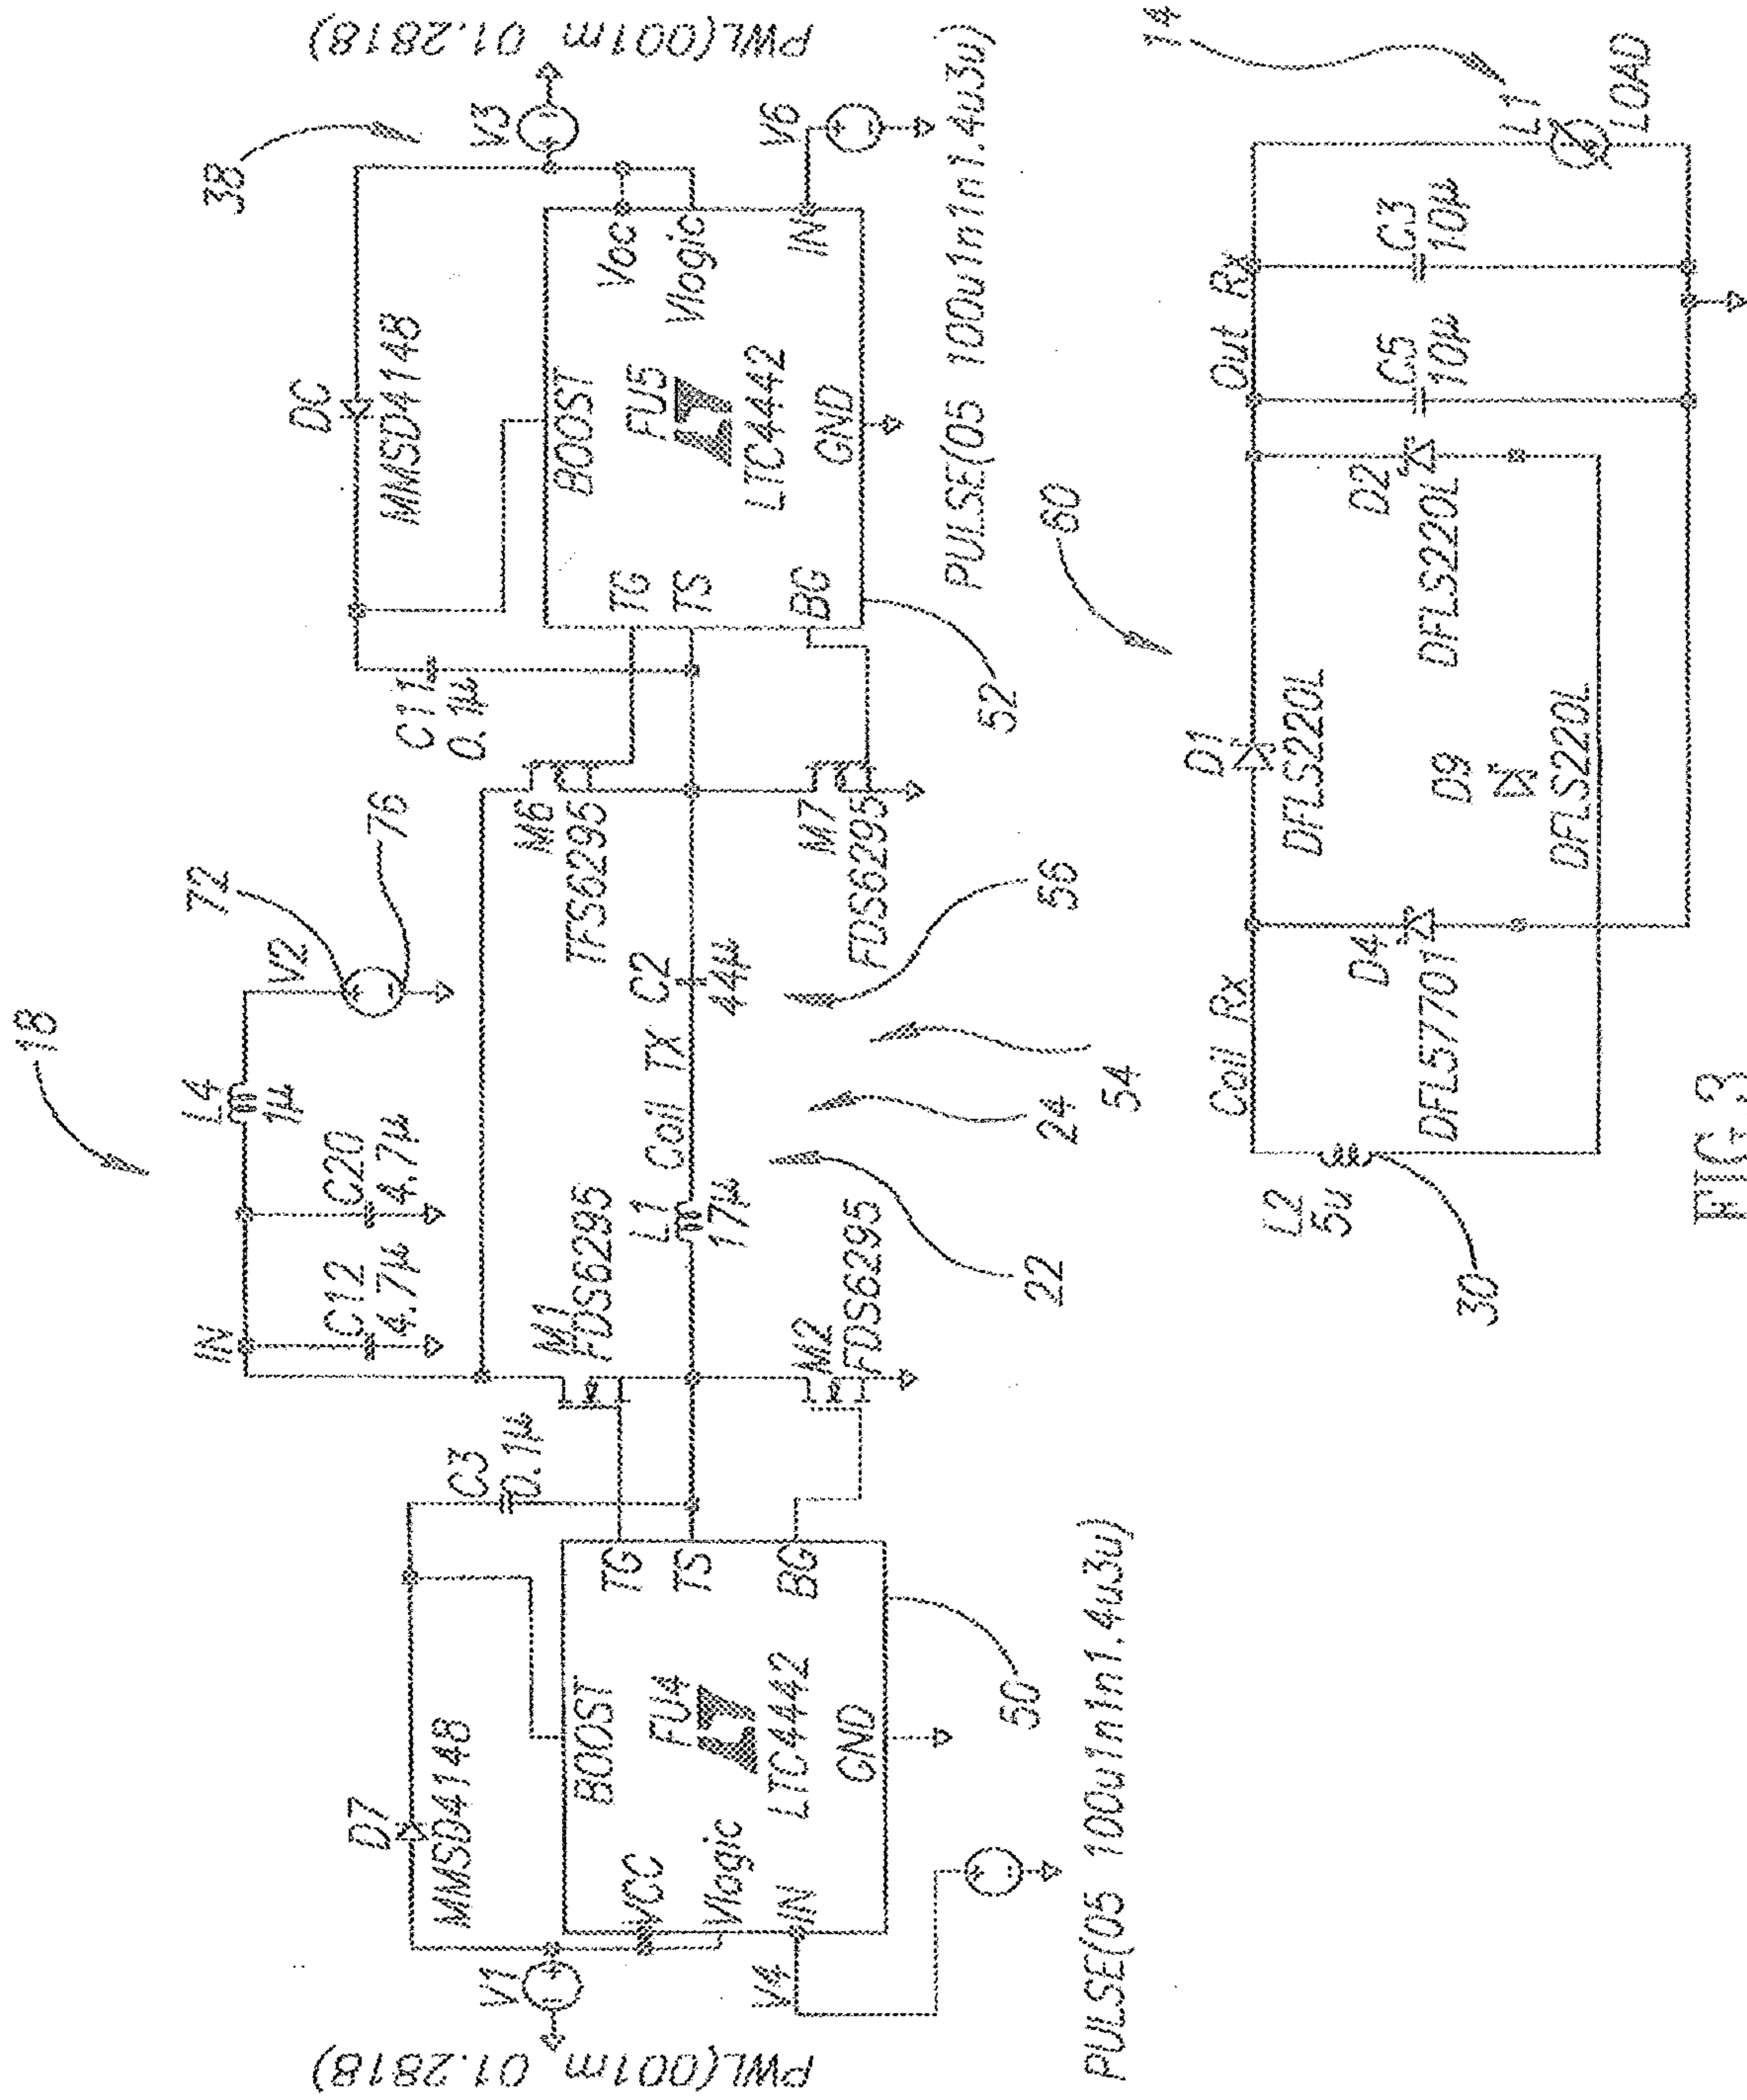 18
38
72
76
IN
C12
4.7µ
C20
4.7µ
L4
1µ
V2
PWL(001m 01.2818)
V1
D7
MMSD4148
BOOST
FU4
LTC4442
VCC
Vlogic
IN
GND
TG
TS
BG
C3
0.1µ
V4
PULSE(05 100u1n1n1.4u3u)
50
M1
FDS6295
M2
FDS6295
L1
17µ
Coil TX
C2
44µ
22
24
54
56
M6
TFS6295
M7
FDS6295
C11
0.1µ
DC
MMSD4148
BOOST
FU5
LTC4442
TG
TS
BG
GND
Vcc
Vlogic
IN
V3
PWL(001m 01.2818)
V6
PULSE(05 100u1n1n1.4u3u)
52
60
14
L2
5u
30
Coil Rx
D4
DFL57701
D1
DFLS220L
D9
DFLS220L
D2
DFLS220L
Out Rx
C5
10µ
C3
10µ
L1
LOAD
FIG. 3